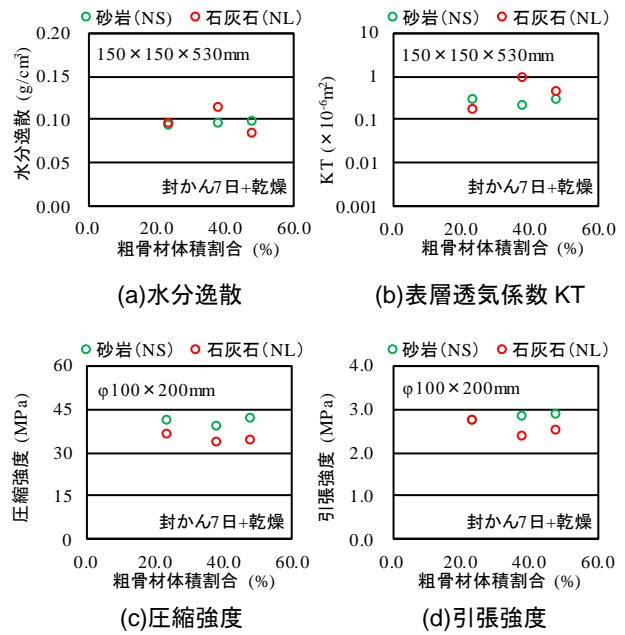 砂岩(NS) 石灰石(NL)
0.20
0.15
0.10
0.05
0.00
水分逸散 (g/cm³)
150×150×530mm
封かん7日+乾燥
0.0 20.0 40.0 60.0
粗骨材体積割合 (%)
(a)水分逸散
砂岩(NS) 石灰石(NL)
10
1
0.1
0.01
0.001
KT (×10⁻⁶m²)
150×150×530mm
封かん7日+乾燥
0.0 20.0 40.0 60.0
粗骨材体積割合 (%)
(b)表層透気係数 KT
砂岩(NS) 石灰石(NL)
60
45
30
15
0
圧縮強度 (MPa)
φ100×200mm
封かん7日+乾燥
0.0 20.0 40.0 60.0
粗骨材体積割合 (%)
(c)圧縮強度
砂岩(NS) 石灰石(NL)
4.0
3.0
2.0
1.0
0.0
引張強度 (MPa)
φ100×200mm
封かん7日+乾燥
0.0 20.0 40.0 60.0
粗骨材体積割合 (%)
(d)引張強度